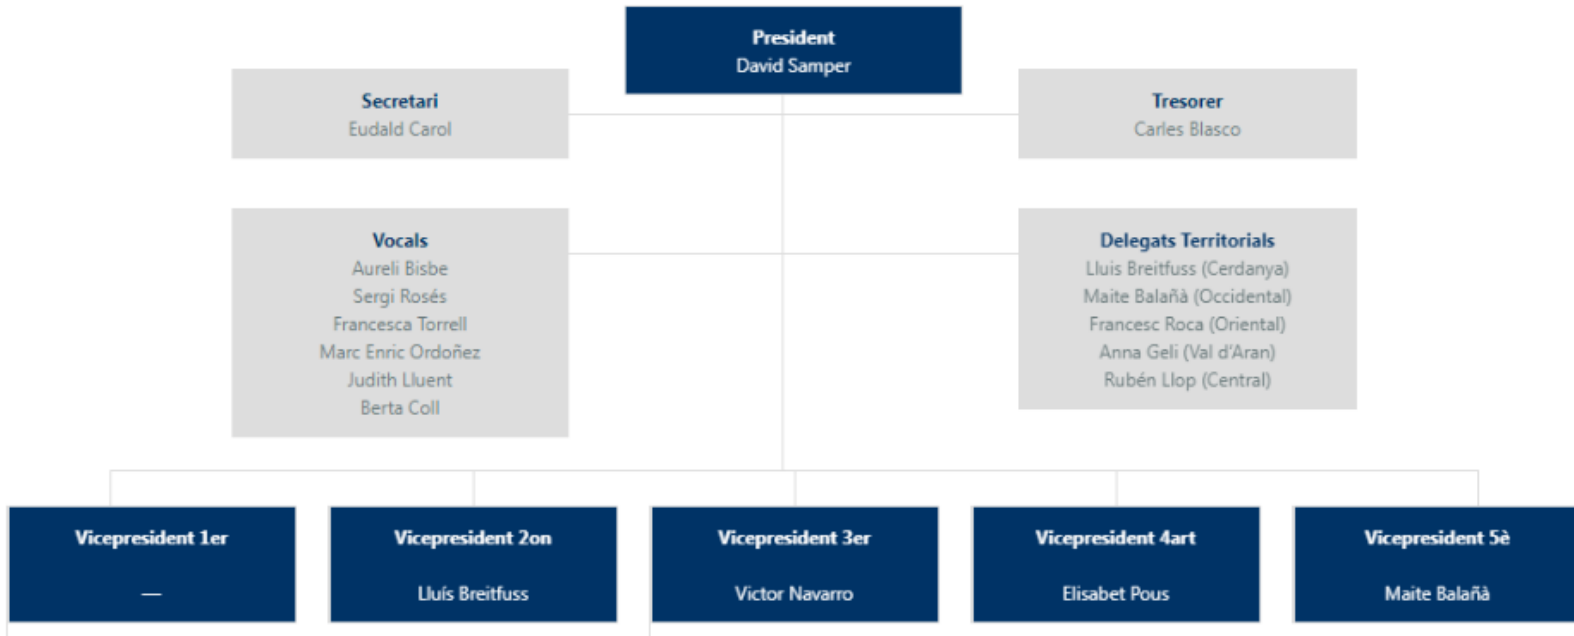 President
David Samper
Secretari
Eudald Carol
Tresorer
Carles Blasco
Vocals
Aureli Bisbe
Sergi Rosés
Francesca Torrell
Marc Enric Ordoñez
Judith Lluent
Berta Coll
Delegats Territorials
Lluis Breitfuss (Cerdanya)
Maite Balañà (Occidental)
Francesc Roca (Oriental)
Anna Geli (Val d'Aran)
Rubén Llop (Central)
Vicepresident 1er
—
Vicepresident 2on
Lluís Breitfuss
Vicepresident 3er
Victor Navarro
Vicepresident 4art
Elisabet Pous
Vicepresident 5è
Maite Balañà